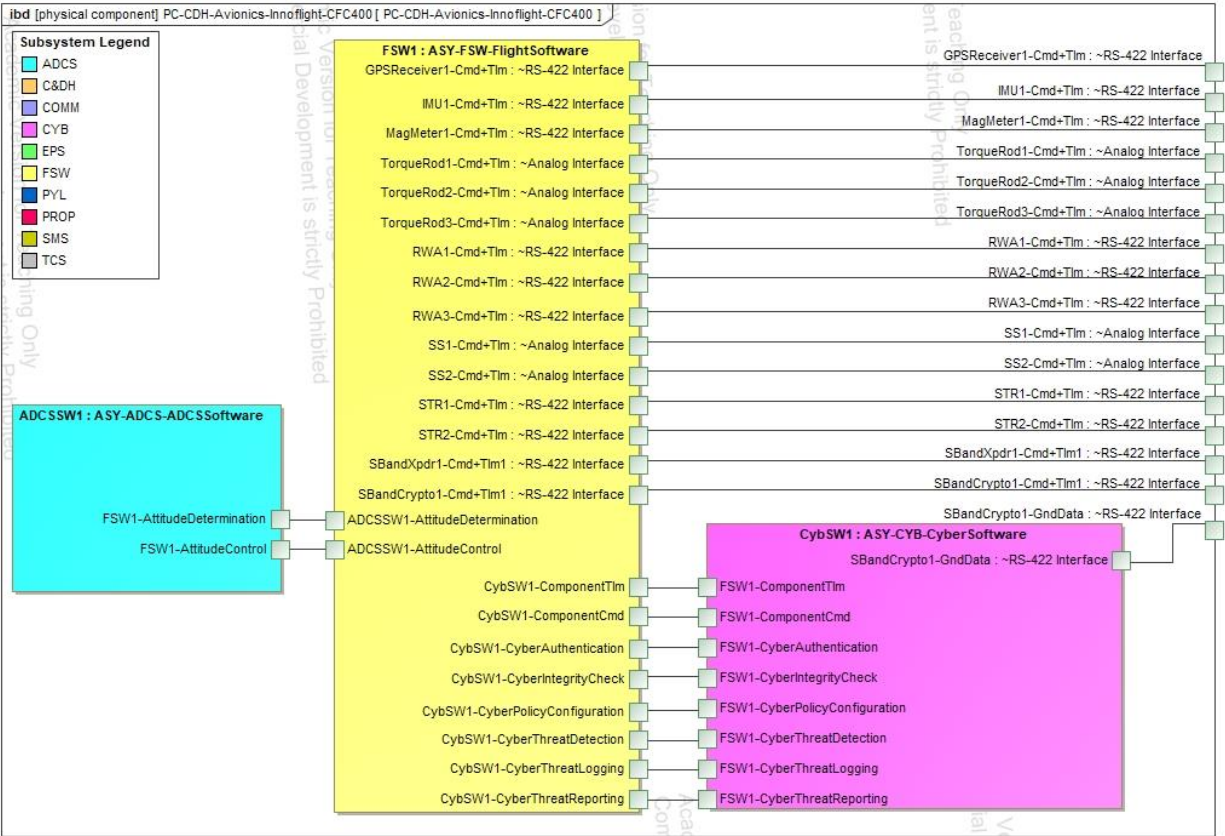 ibd [physical component] PC-CDH-Avionics-Innoflight-CFC400 [ PC-CDH-Avionics-Innoflight-CFC400 ]
Subsystem Legend
ADCS
C&DH
COMM
CYB
EPS
FSW
PYL
PROP
SMS
TCS
FSW1 : ASY-FSW-FlightSoftware
GPSReceiver1-Cmd+Tlm : ~RS-422 Interface
IMU1-Cmd+Tlm : ~RS-422 Interface
MagMeter1-Cmd+Tlm : ~RS-422 Interface
TorqueRod1-Cmd+Tlm : ~Analog Interface
TorqueRod2-Cmd+Tlm : ~Analog Interface
TorqueRod3-Cmd+Tlm : ~Analog Interface
RWA1-Cmd+Tlm : ~RS-422 Interface
RWA2-Cmd+Tlm : ~RS-422 Interface
RWA3-Cmd+Tlm : ~RS-422 Interface
SS1-Cmd+Tlm : ~Analog Interface
SS2-Cmd+Tlm : ~Analog Interface
STR1-Cmd+Tlm : ~RS-422 Interface
STR2-Cmd+Tlm : ~RS-422 Interface
SBandXpdr1-Cmd+Tlm1 : ~RS-422 Interface
SBandCrypto1-Cmd+Tlm1 : ~RS-422 Interface
ADCSSW1-AttitudeDetermination
ADCSSW1-AttitudeControl
CybSW1-ComponentTlm
CybSW1-ComponentCmd
CybSW1-CyberAuthentication
CybSW1-CyberIntegrityCheck
CybSW1-CyberPolicyConfiguration
CybSW1-CyberThreatDetection
CybSW1-CyberThreatLogging
CybSW1-CyberThreatReporting
ADCSSW1 : ASY-ADCS-ADCSSoftware
FSW1-AttitudeDetermination
FSW1-AttitudeControl
GPSReceiver1-Cmd+Tlm : ~RS-422 Interface
IMU1-Cmd+Tlm : ~RS-422 Interface
MagMeter1-Cmd+Tlm : ~RS-422 Interface
TorqueRod1-Cmd+Tlm : ~Analog Interface
TorqueRod2-Cmd+Tlm : ~Analog Interface
TorqueRod3-Cmd+Tlm : ~Analog Interface
RWA1-Cmd+Tlm : ~RS-422 Interface
RWA2-Cmd+Tlm : ~RS-422 Interface
RWA3-Cmd+Tlm : ~RS-422 Interface
SS1-Cmd+Tlm : ~Analog Interface
SS2-Cmd+Tlm : ~Analog Interface
STR1-Cmd+Tlm : ~RS-422 Interface
STR2-Cmd+Tlm : ~RS-422 Interface
SBandXpdr1-Cmd+Tlm1 : ~RS-422 Interface
SBandCrypto1-Cmd+Tlm1 : ~RS-422 Interface
SBandCrypto1-GndData : ~RS-422 Interface
CybSW1 : ASY-CYB-CyberSoftware
SBandCrypto1-GndData : ~RS-422 Interface
FSW1-ComponentTlm
FSW1-ComponentCmd
FSW1-CyberAuthentication
FSW1-CyberIntegrityCheck
FSW1-CyberPolicyConfiguration
FSW1-CyberThreatDetection
FSW1-CyberThreatLogging
FSW1-CyberThreatReporting